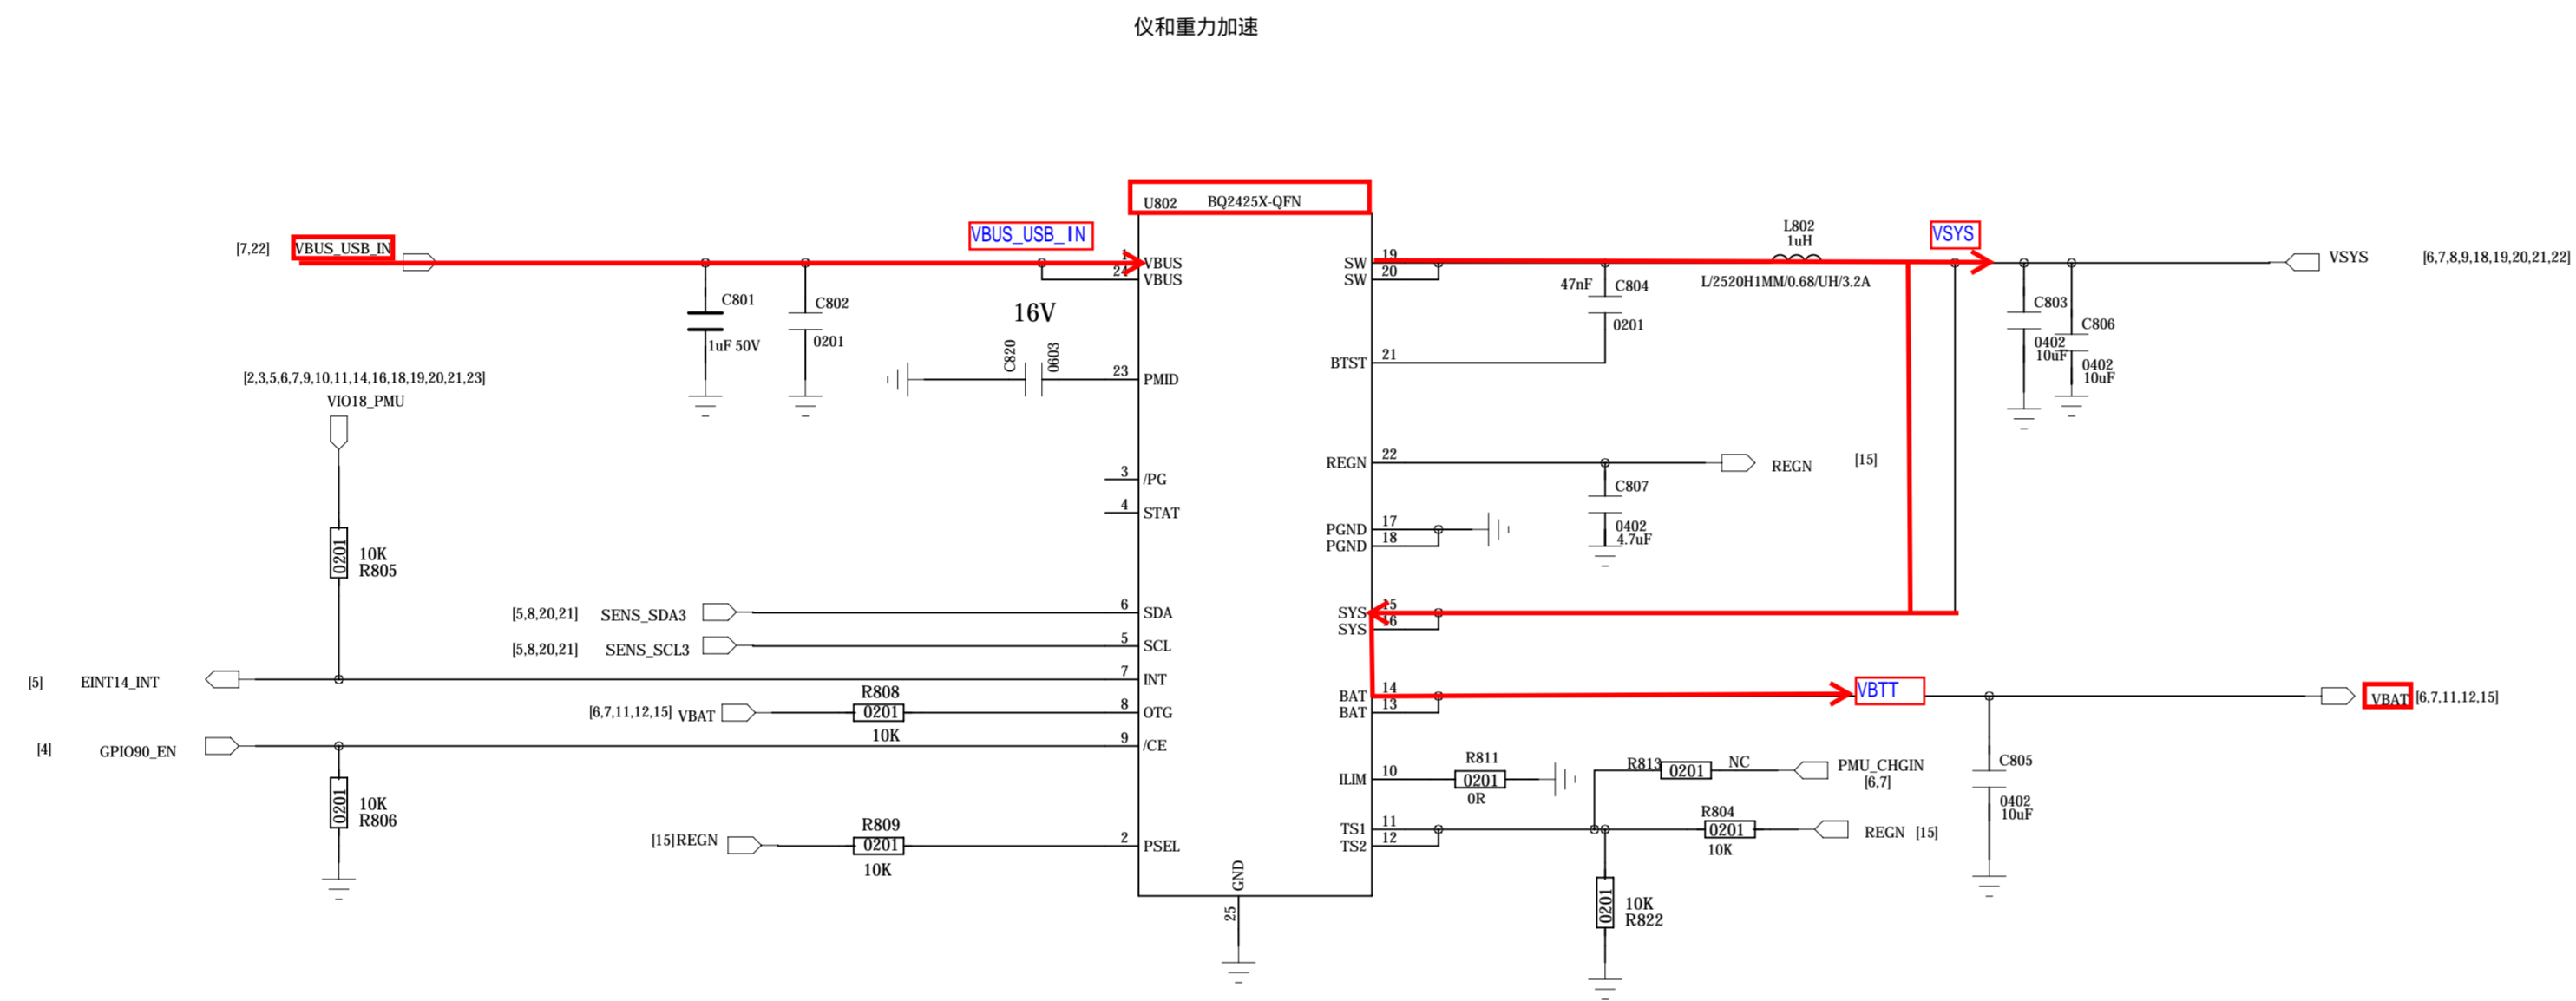 仪和重力加速
U802 BQ2425X-QFN
[7,22] VBUS_USB_IN
VBUS_USB_IN
1 VBUS
24 VBUS
C801
1uF 50V
C802
0201
16V
C820
0603
23 PMID
[2,3,5,6,7,9,10,11,14,16,18,19,20,21,23]
VIO18_PMU
3 /PG
4 STAT
0201
10K
R805
[5,8,20,21] SENS_SDA3
6 SDA
[5,8,20,21] SENS_SCL3
5 SCL
[5] EINT14_INT
7 INT
[6,7,11,12,15] VBAT
R808
0201
10K
8 OTG
[4] GPIO90_EN
9 /CE
0201
10K
R806
[15]REGN
R809
0201
10K
2 PSEL
GND
25
SW 19
SW 20
L802
1uH
L/2520H1MM/0.68/UH/3.2A
VSYS
VSYS [6,7,8,9,18,19,20,21,22]
47nF C804
0201
C803
0402
10uF
C806
0402
10uF
BTST 21
REGN 22
REGN [15]
C807
0402
4.7uF
PGND 17
PGND 18
SYS 15
SYS 16
BAT 14
BAT 13
VBTT
VBAT [6,7,11,12,15]
C805
0402
10uF
ILIM 10
R811
0201
0R
R813 0201 NC
PMU_CHGIN
[6,7]
TS1 11
TS2 12
R804
0201
10K
REGN [15]
0201
10K
R822